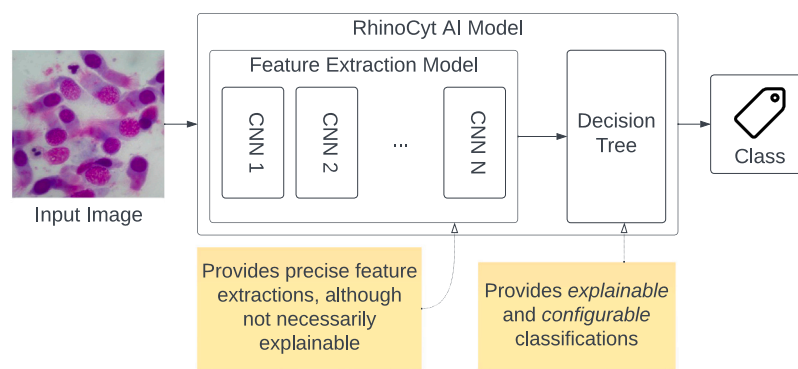 RhinoCyt AI Model
Feature Extraction Model
CNN 1
CNN 2
...
CNN N
Decision
Tree
Class
Input Image
Provides precise feature
extractions, although
not necessarily
explainable
Provides explainable
and configurable
classifications